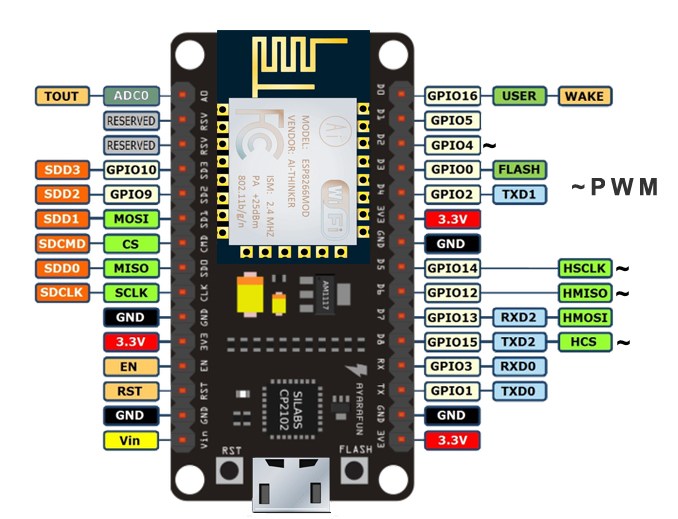 TOUT ADC0 A0 D0 GPIO16 USER WAKE
RESERVED RSV D1 GPIO5
RESERVED RSV D2 GPIO4 ~
SDD3 GPIO10 SD3 D3 GPIO0 FLASH
SDD2 GPIO9 SD2 D4 GPIO2 TXD1
~PWM
SDD1 MOSI SD1 3V3 3.3V
SDCMD CS CMD GND GND
SDD0 MISO SD0 D5 GPIO14 HSCLK ~
SDCLK SCLK CLK D6 GPIO12 HMISO ~
GND GND D7 GPIO13 RXD2 HMOSI
3.3V 3V3 D8 GPIO15 TXD2 HCS ~
EN EN RX GPIO3 RXD0
RST RST TX GPIO1 TXD0
GND GND GND GND
Vin Vin 3V3 3.3V
Ai
MODEL: ESP8266MOD
VENDOR: AI-THINKER
Wi Fi
FC
ISM: 2.4 MHZ
PA +25dBm
802.11b/g/n
AM1117
SILABS
CP2102
AYARAFUN
RST
FLASH